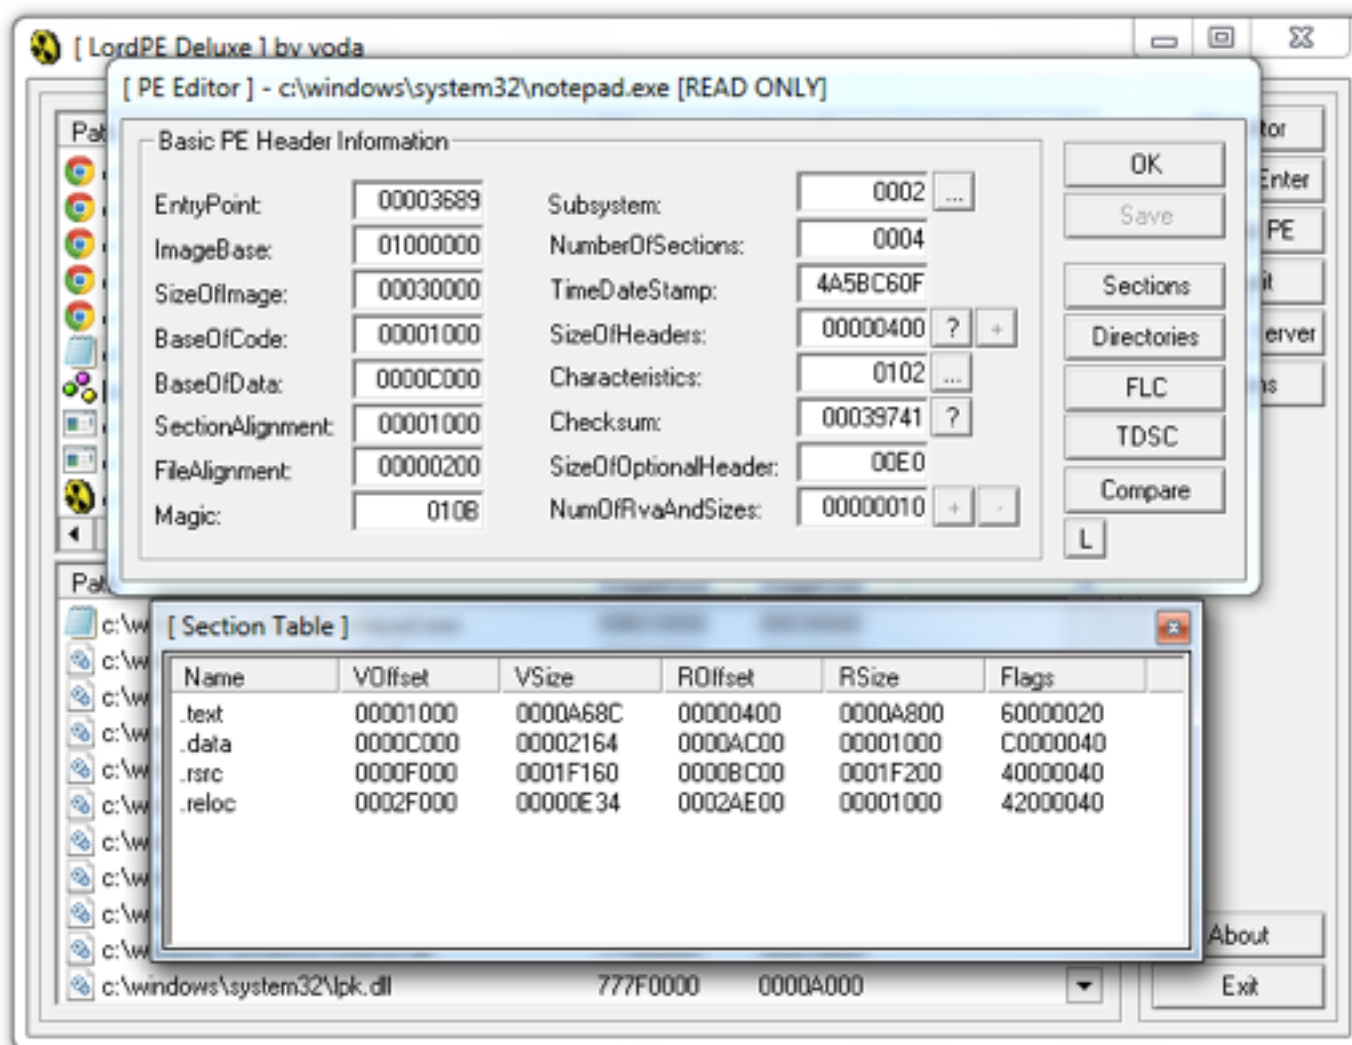 [ LordPE Deluxe ] by yoda
[ PE Editor ] - c:\windows\system32\notepad.exe [READ ONLY]
Basic PE Header Information
EntryPoint: 00003689 Subsystem: 0002 ... OK
ImageBase: 01000000 NumberOfSections: 0004 Save
SizeOfImage: 00030000 TimeDateStamp: 4A5BC60F Sections
BaseOfCode: 00001000 SizeOfHeaders: 00000400 ? + Directories
BaseOfData: 0000C000 Characteristics: 0102 ... FLC
SectionAlignment: 00001000 Checksum: 00039741 ? TDSC
FileAlignment: 00000200 SizeOfOptionalHeader: 00E0 Compare
Magic: 010B NumOfRvaAndSizes: 00000010 + - L
Enter
PE
[ Section Table ]
Name VOffset VSize ROffset RSize Flags
.text 00001000 0000A68C 00000400 0000A800 60000020
.data 0000C000 00002164 0000AC00 00001000 C0000040
.rsrc 0000F000 0001F160 0000BC00 0001F200 40000040
.reloc 0002F000 00000E34 0002AE00 00001000 42000040
c:\w
c:\w
c:\w
c:\w
c:\w
c:\w
c:\w
c:\w
c:\w
c:\w
About
c:\windows\system32\lpk.dll 777F0000 0000A000
Exit